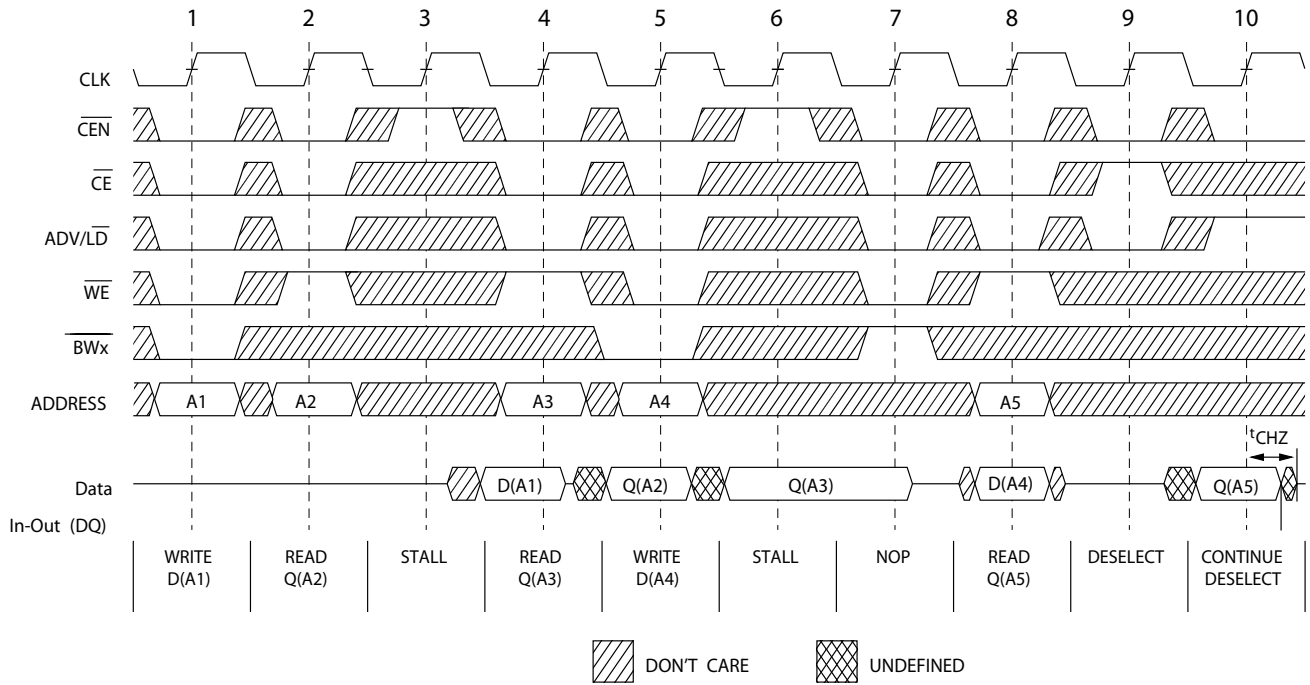 1 2 3 4 5 6 7 8 9 10
CLK
CEN
CE
ADV/LD
WE
BWx
ADDRESS A1 A2 A3 A4 A5
tCHZ
Data D(A1) Q(A2) Q(A3) D(A4) Q(A5)
In-Out (DQ)
WRITE READ STALL READ WRITE STALL NOP READ DESELECT CONTINUE
D(A1) Q(A2) Q(A3) D(A4) Q(A5) DESELECT
DON'T CARE UNDEFINED